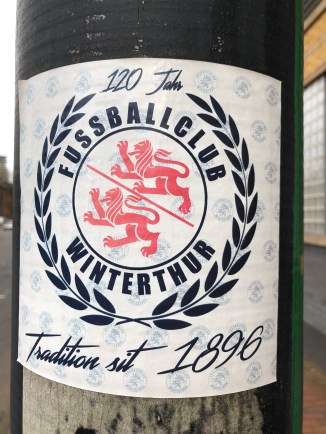 120 Jahr
FUSSBALLCLUB
WINTERTHUR
Tradition sit 1896